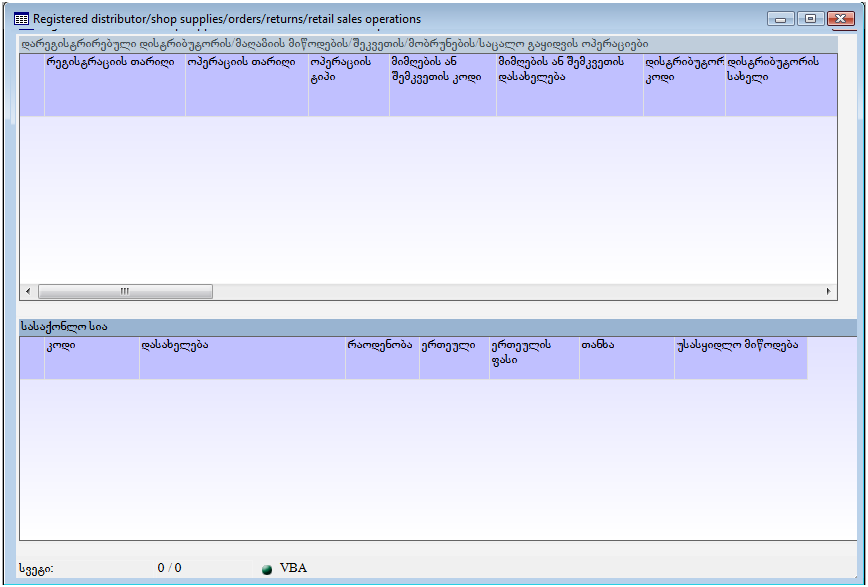 Registered distributor/shop supplies/orders/returns/retail sales operations
დარეგისტრირებული დისტრიბუტორის/მაღაზიის მიწოდების/შეკვეთის/მობრუნების/საცალო გაყიდვის ოპერაციები
რეგისტრაციის თარიღი ოპერაციის თარიღი ოპერაციის მიმღების ან მიმღების ან შემკვეთის დისტრიბუტორ დისტრიბუტორის
ტიპი შემკვეთის კოდი დასახელება კოდი სახელი
სასაქონლო სია
კოდი დასახელება რაოდენობა ერთეული ერთეულის თანხა უსასყიდლო მიწოდება
ფასი
სვეტი: 0 / 0 VBA